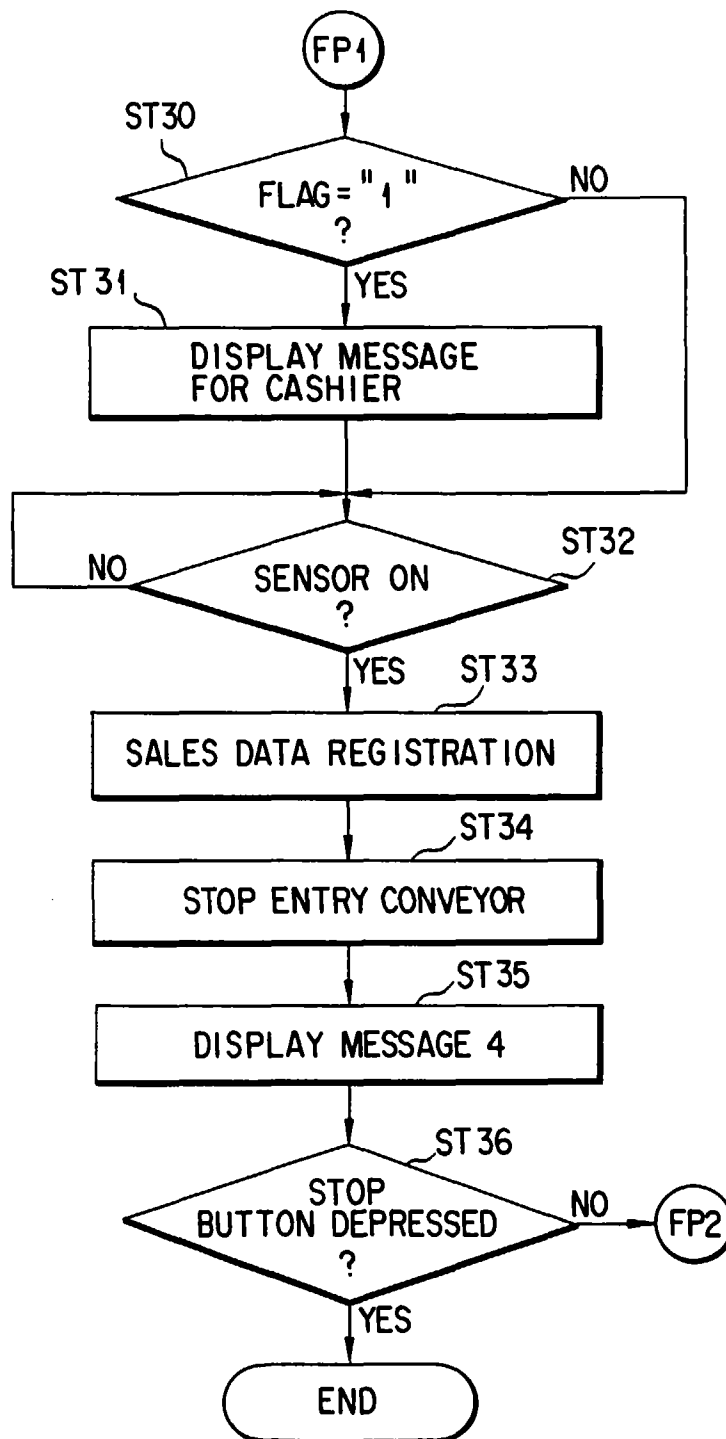 FP1
ST30
FLAG = "1"
?
NO
YES
ST31
DISPLAY MESSAGE
FOR CASHIER
NO
SENSOR ON
?
ST32
YES
ST33
SALES DATA REGISTRATION
ST34
STOP ENTRY CONVEYOR
ST35
DISPLAY MESSAGE 4
ST36
STOP
BUTTON DEPRESSED
?
NO
FP2
YES
END